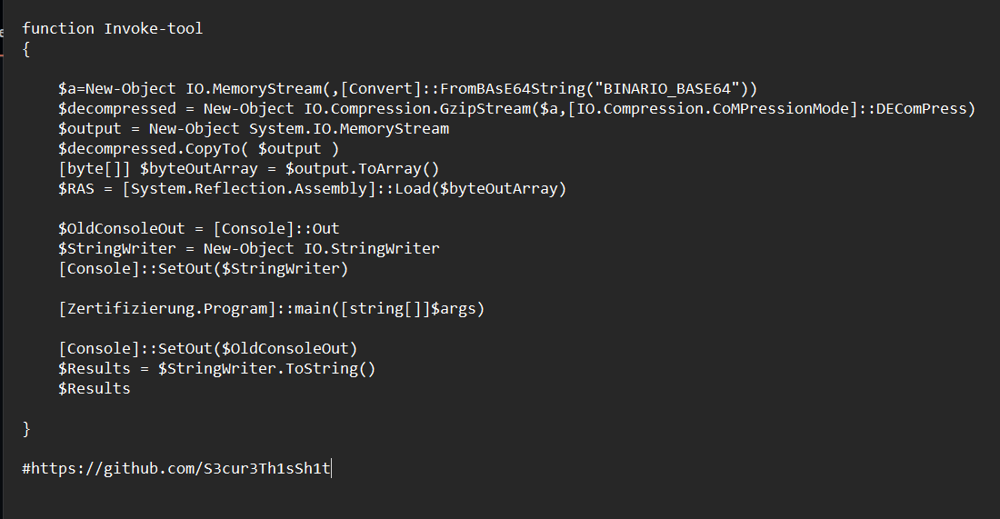 function Invoke-tool
{
$a=New-Object IO.MemoryStream(,[Convert]::FromBAsE64String("BINARIO_BASE64"))
$decompressed = New-Object IO.Compression.GzipStream($a,[IO.Compression.CoMPressionMode]::DEComPress)
$output = New-Object System.IO.MemoryStream
$decompressed.CopyTo( $output )
[byte[]] $byteOutArray = $output.ToArray()
$RAS = [System.Reflection.Assembly]::Load($byteOutArray)
$OldConsoleOut = [Console]::Out
$StringWriter = New-Object IO.StringWriter
[Console]::SetOut($StringWriter)
[Zertifizierung.Program]::main([string[]]$args)
[Console]::SetOut($OldConsoleOut)
$Results = $StringWriter.ToString()
$Results
}
#https://github.com/S3cur3Th1sSh1t